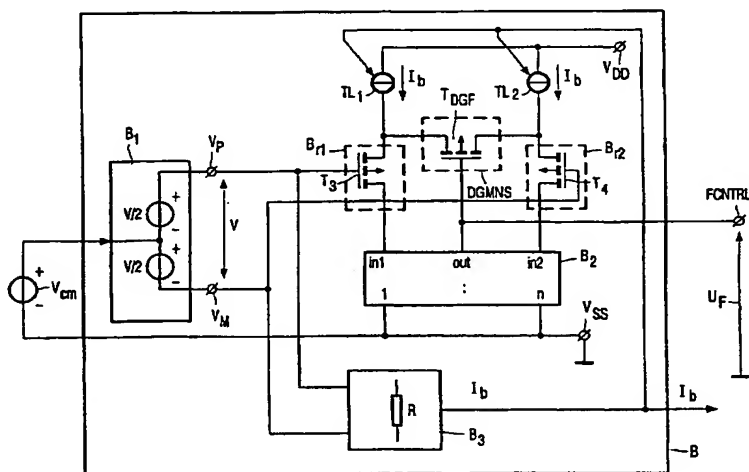 TL1
Ib
TL2
Ib
VDD
TDGF
B1
VP
Br1
Br2
T3
DGMNS
T4
FCNTRL
V/2
+
-
V
V/2
+
-
in1
out
in2
B2
1
:
n
+
Vcm
-
VM
VSS
UF
R
Ib
Ib
B3
B